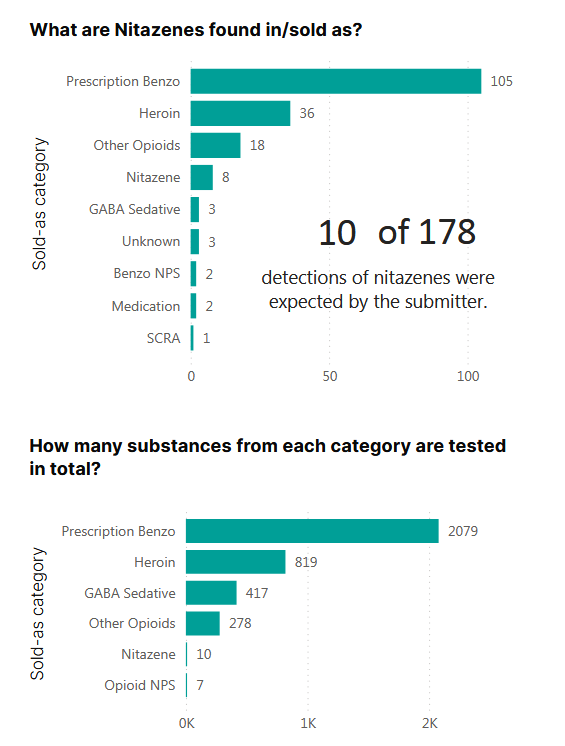 What are Nitazenes found in/sold as?
Sold-as category
Prescription Benzo 105
Heroin 36
Other Opioids 18
Nitazene 8
GABA Sedative 3
Unknown 3
Benzo NPS 2
Medication 2
SCRA 1
0 50 100
10 of 178
detections of nitazenes were
expected by the submitter.
How many substances from each category are tested
in total?
Sold-as category
Prescription Benzo 2079
Heroin 819
GABA Sedative 417
Other Opioids 278
Nitazene 10
Opioid NPS 7
0K 1K 2K